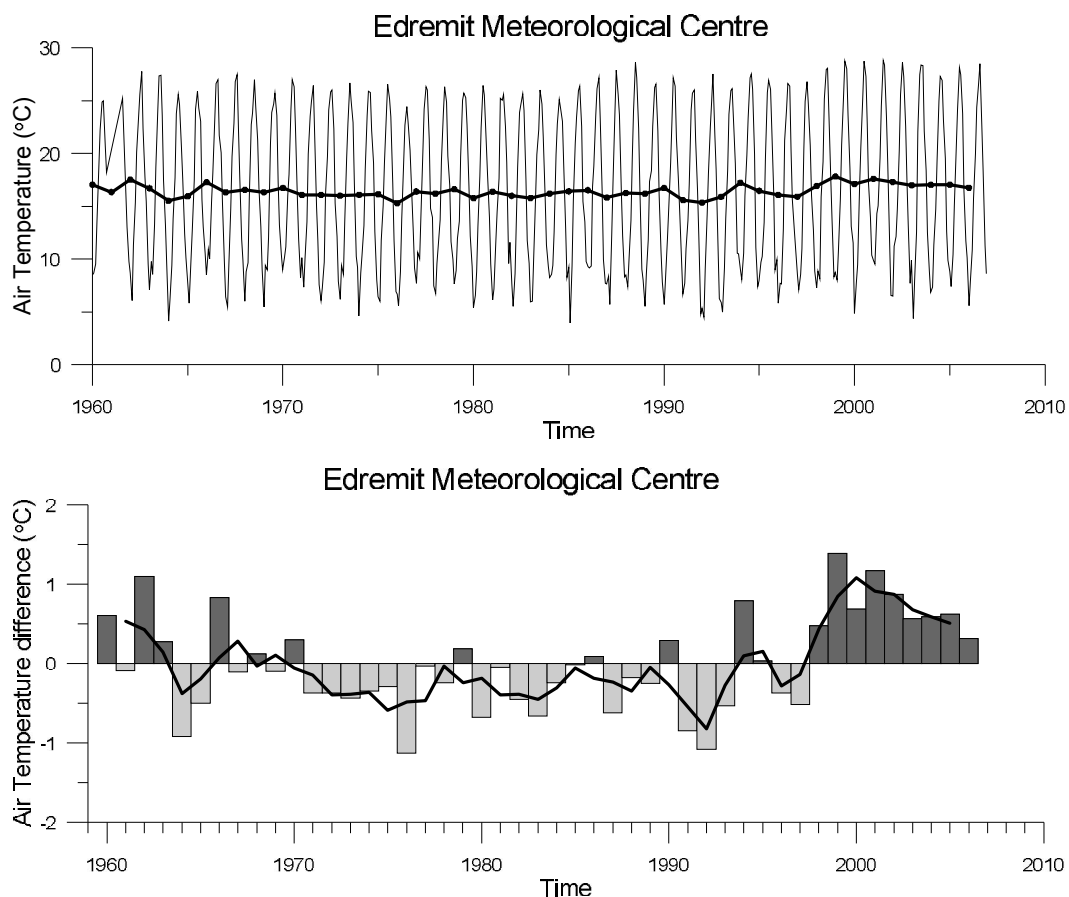 Edremit Meteorological Centre
Air Temperature (°C)
30
20
10
0
1960 1970 1980 1990 2000 2010
Time
Edremit Meteorological Centre
Air Temperature difference (°C)
2
1
0
-1
-2
1960 1970 1980 1990 2000 2010
Time